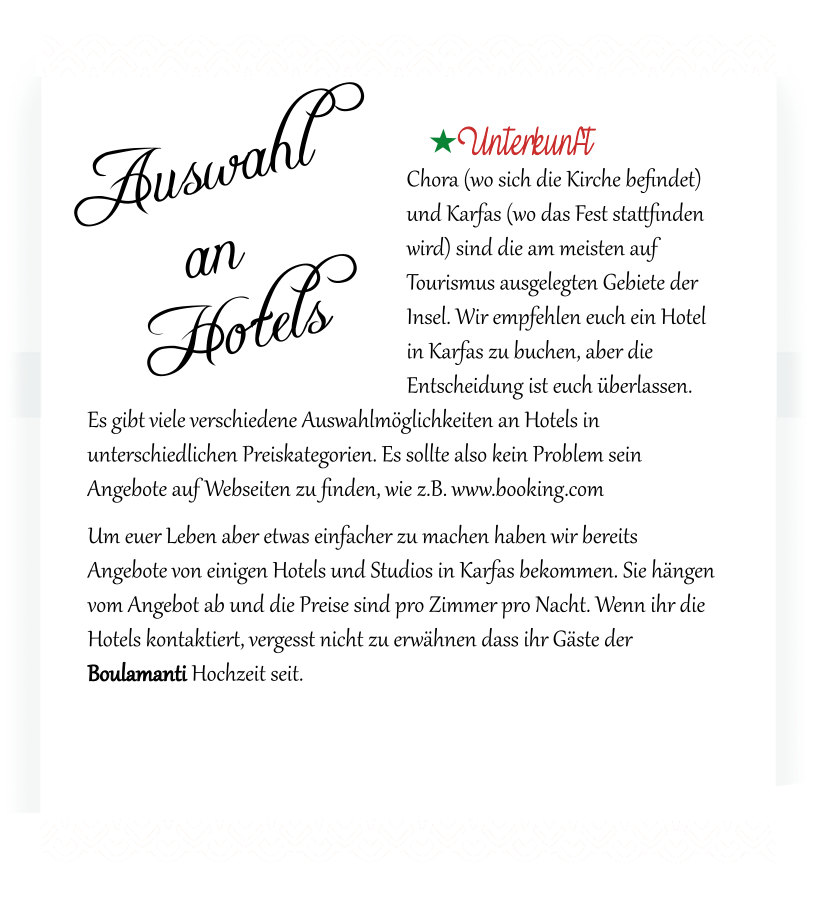 Auswahl
an
Hotels
Unterkunft
Chora (wo sich die Kirche befindet)
und Karfas (wo das Fest stattfinden
wird) sind die am meisten auf
Tourismus ausgelegten Gebiete der
Insel. Wir empfehlen euch ein Hotel
in Karfas zu buchen, aber die
Entscheidung ist euch überlassen.
Es gibt viele verschiedene Auswahlmöglichkeiten an Hotels in
unterschiedlichen Preiskategorien. Es sollte also kein Problem sein
Angebote auf Webseiten zu finden, wie z.B. www.booking.com
Um euer Leben aber etwas einfacher zu machen haben wir bereits
Angebote von einigen Hotels und Studios in Karfas bekommen. Sie hängen
vom Angebot ab und die Preise sind pro Zimmer pro Nacht. Wenn ihr die
Hotels kontaktiert, vergesst nicht zu erwähnen dass ihr Gäste der
Boulamanti Hochzeit seit.